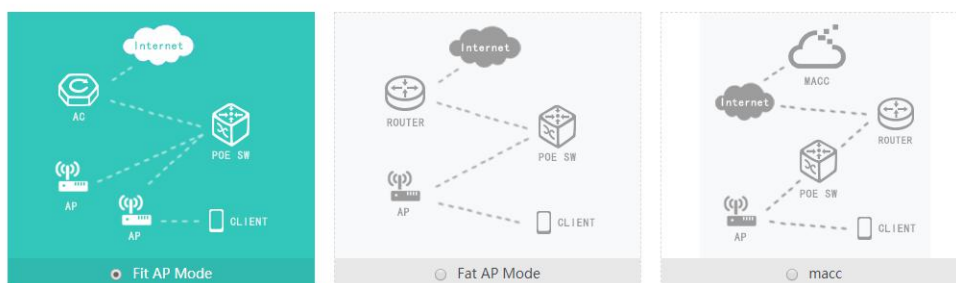 Internet
AC
POE SW
AP
AP
CLIENT
Fit AP Mode
Internet
ROUTER
POE SW
AP
CLIENT
Fat AP Mode
MACC
Internet
ROUTER
POE SW
AP
CLIENT
macc